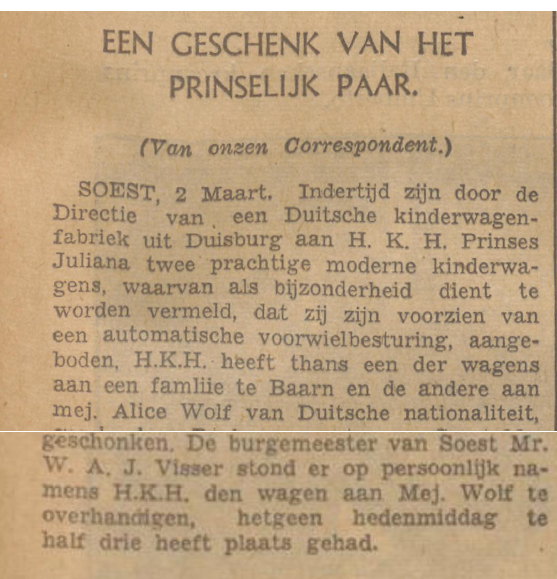 EEN GESCHENK VAN HET
PRINSELIJK PAAR.
(Van onzen Correspondent.)
SOEST, 2 Maart. Indertijd zijn door de
Directie van een Duitsche kinderwagen-
fabriek uit Duisburg aan H. K. H. Prinses
Juliana twee prachtige moderne kinderwa-
gens, waarvan als bijzonderheid dient te
worden vermeld, dat zij zijn voorzien van
een automatische voorwielbesturing, aange-
boden. H.K.H. heeft thans een der wagens
aan een famliie te Baarn en de andere aan
mej. Alice Wolf van Duitsche nationaliteit,
geschonken. De burgemeester van Soest Mr.
W. A. J. Visser stond er op persoonlijk na-
mens H.K.H. den wagen aan Mej. Wolf te
overhandigen, hetgeen hedenmiddag te
half drie heeft plaats gehad.